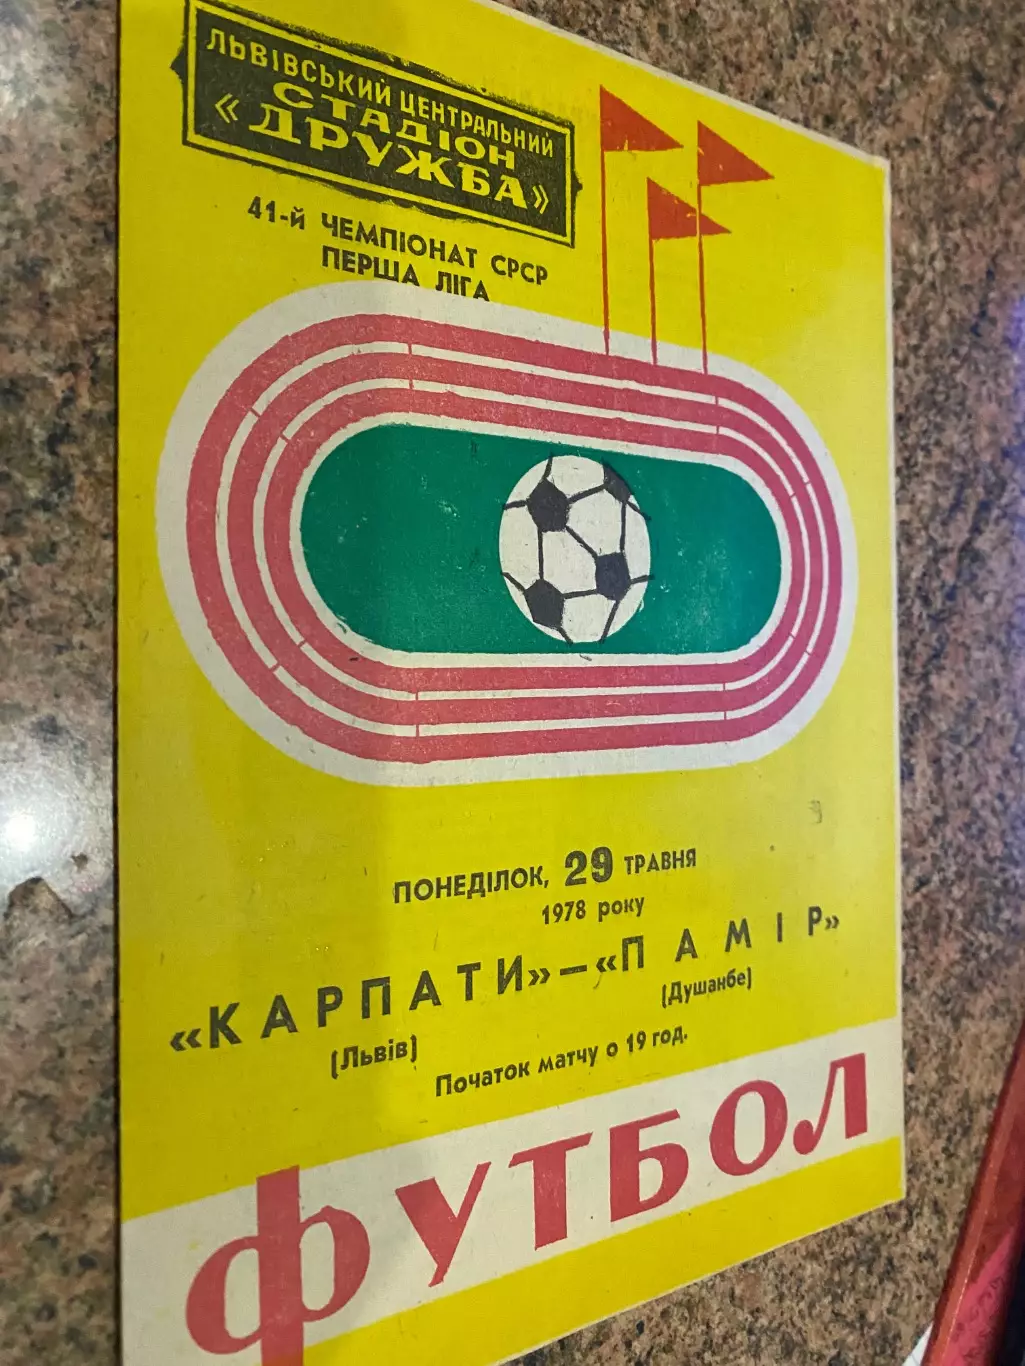 ЛЬВІВСЬКИЙ ЦЕНТРАЛЬНИЙ
СТАДІОН
«ДРУЖБА»
41-й ЧЕМПІОНАТ СРСР
ПЕРША ЛІГА
ПОНЕДІЛОК, 29 ТРАВНЯ
1978 року
«КАРПАТИ» — «ПАМІР»
(Львів) (Душанбе)
Початок матчу о 19 год.
ФУТБОЛ